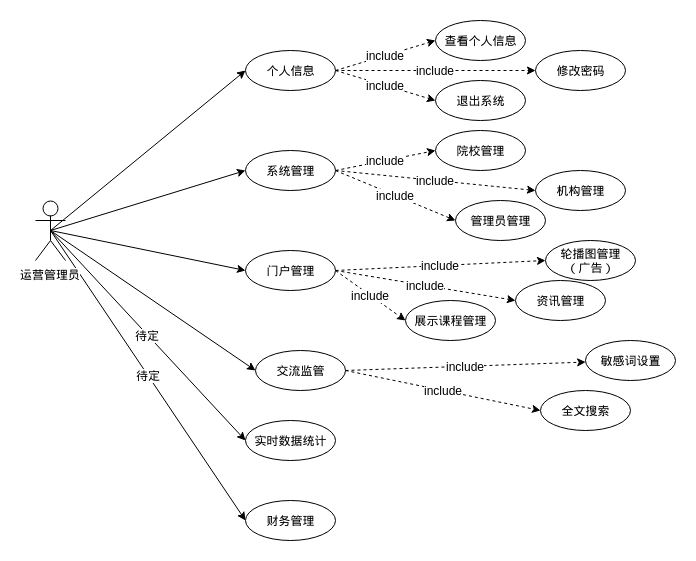 查看个人信息
include
个人信息
include
修改密码
include
退出系统
院校管理
include
系统管理
include
机构管理
include
管理员管理
运营管理员
轮播图管理
（广告）
include
门户管理
include
资讯管理
include
展示课程管理
待定
敏感词设置
include
交流监管
待定
include
全文搜索
实时数据统计
财务管理